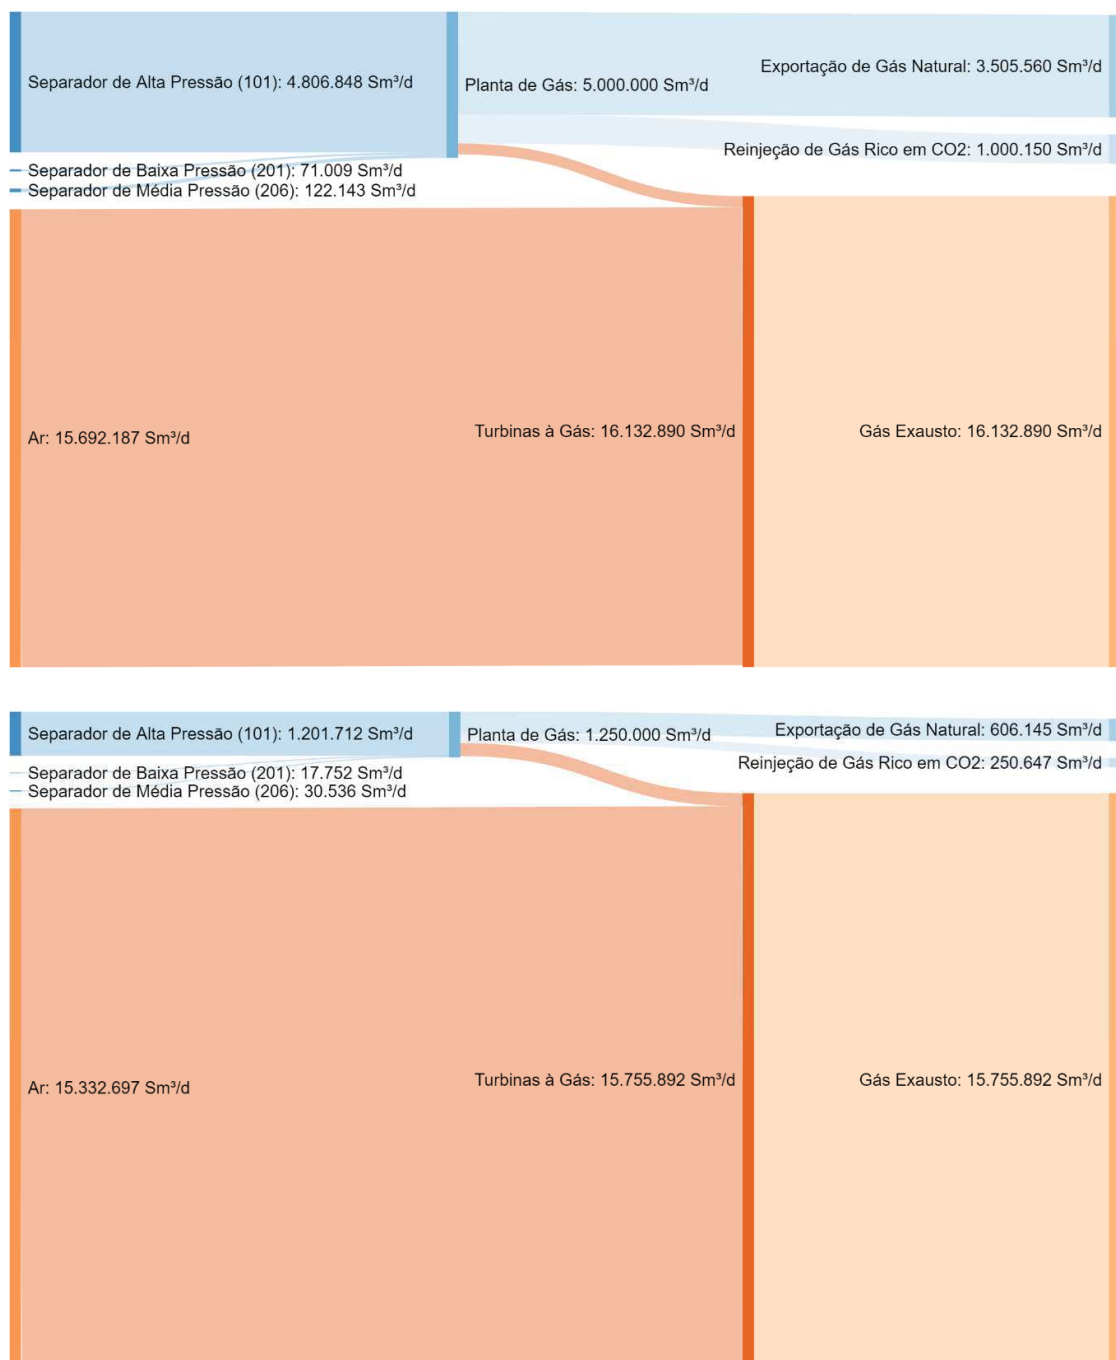 Separador de Alta Pressão (101): 4.806.848 Sm³/d
Planta de Gás: 5.000.000 Sm³/d
Exportação de Gás Natural: 3.505.560 Sm³/d
Reinjeção de Gás Rico em CO2: 1.000.150 Sm³/d
Separador de Baixa Pressão (201): 71.009 Sm³/d
Separador de Média Pressão (206): 122.143 Sm³/d
Ar: 15.692.187 Sm³/d
Turbinas à Gás: 16.132.890 Sm³/d
Gás Exausto: 16.132.890 Sm³/d
Separador de Alta Pressão (101): 1.201.712 Sm³/d
Planta de Gás: 1.250.000 Sm³/d
Exportação de Gás Natural: 606.145 Sm³/d
Reinjeção de Gás Rico em CO2: 250.647 Sm³/d
Separador de Baixa Pressão (201): 17.752 Sm³/d
Separador de Média Pressão (206): 30.536 Sm³/d
Ar: 15.332.697 Sm³/d
Turbinas à Gás: 15.755.892 Sm³/d
Gás Exausto: 15.755.892 Sm³/d